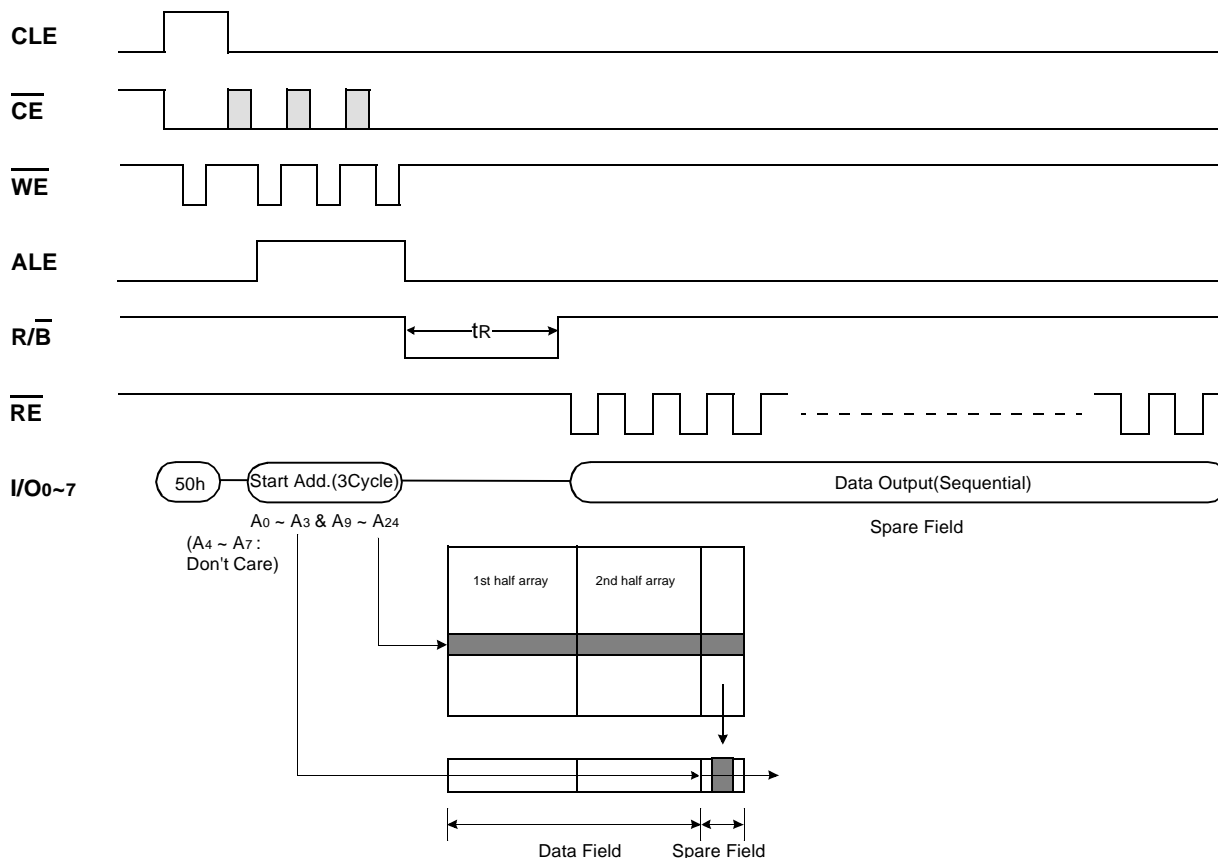 CLE
CE
WE
ALE
R/B
tR
RE
I/O0~7
50h
Start Add.(3Cycle)
Data Output(Sequential)
A0 ~ A3 & A9 ~ A24
Spare Field
(A4 ~ A7 :
Don't Care)
1st half array
2nd half array
Data Field
Spare Field